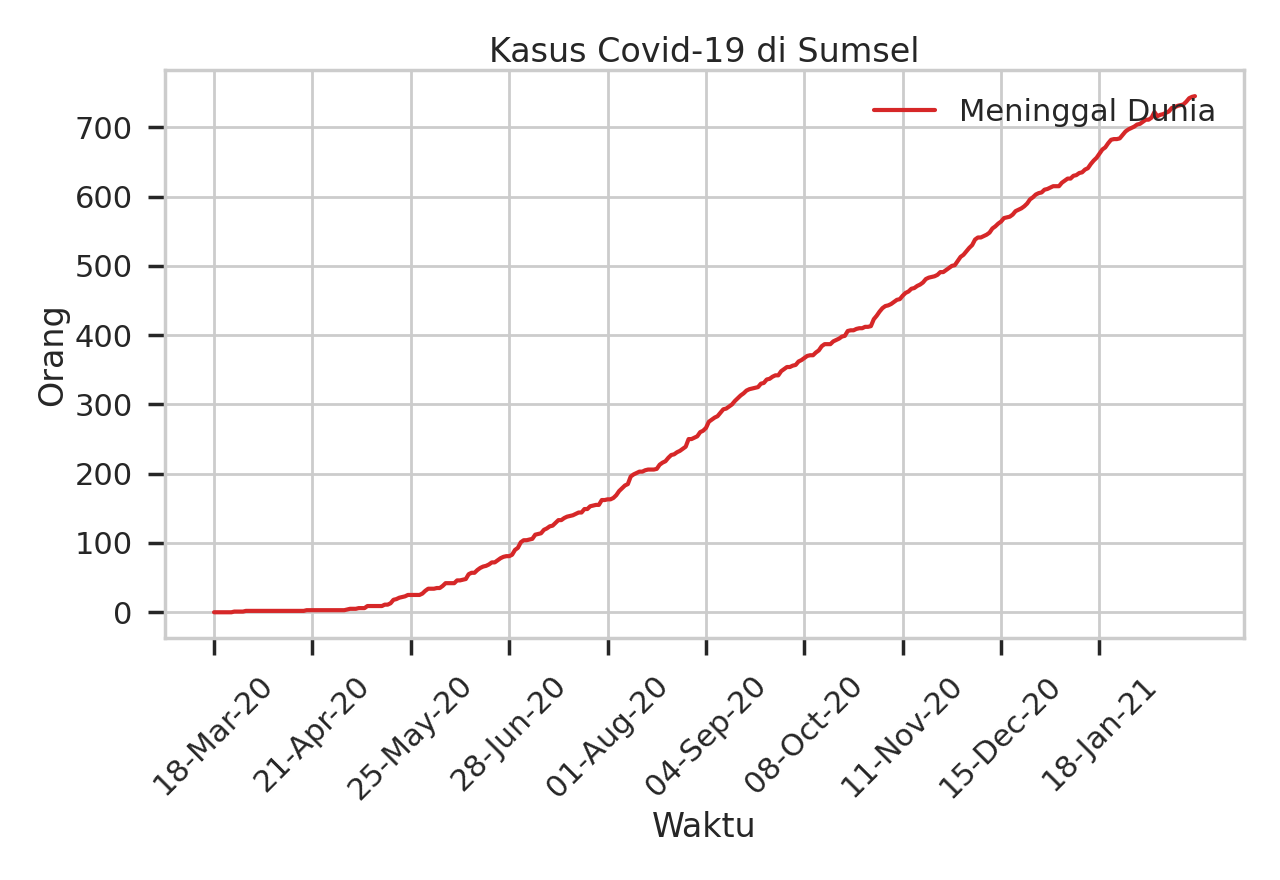 Kasus Covid-19 di Sumsel
Meninggal Dunia
700
600
500
400
300
200
100
0
Orang
18-Mar-20
21-Apr-20
25-May-20
28-Jun-20
01-Aug-20
04-Sep-20
08-Oct-20
11-Nov-20
15-Dec-20
18-Jan-21
Waktu